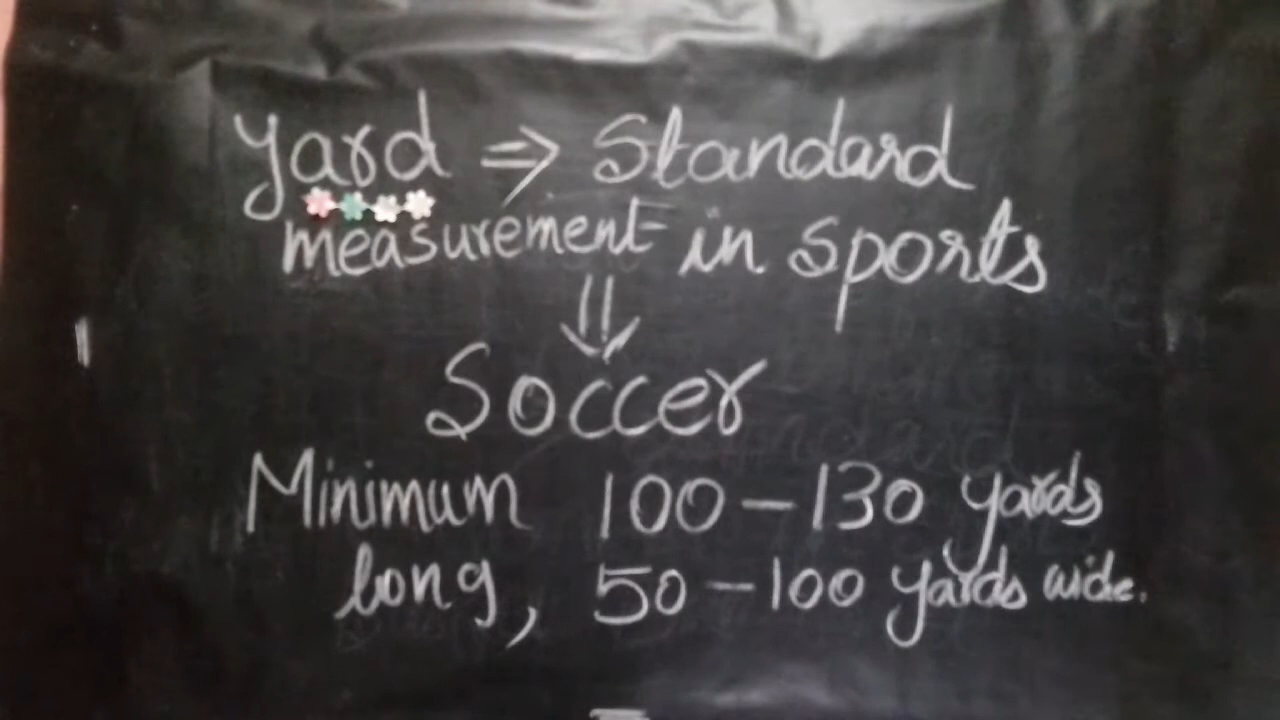 Yard ⇒ Standard
measurement in sports
⇓
Soccer
Minimum 100 – 130 yards
long, 50 – 100 yards wide.